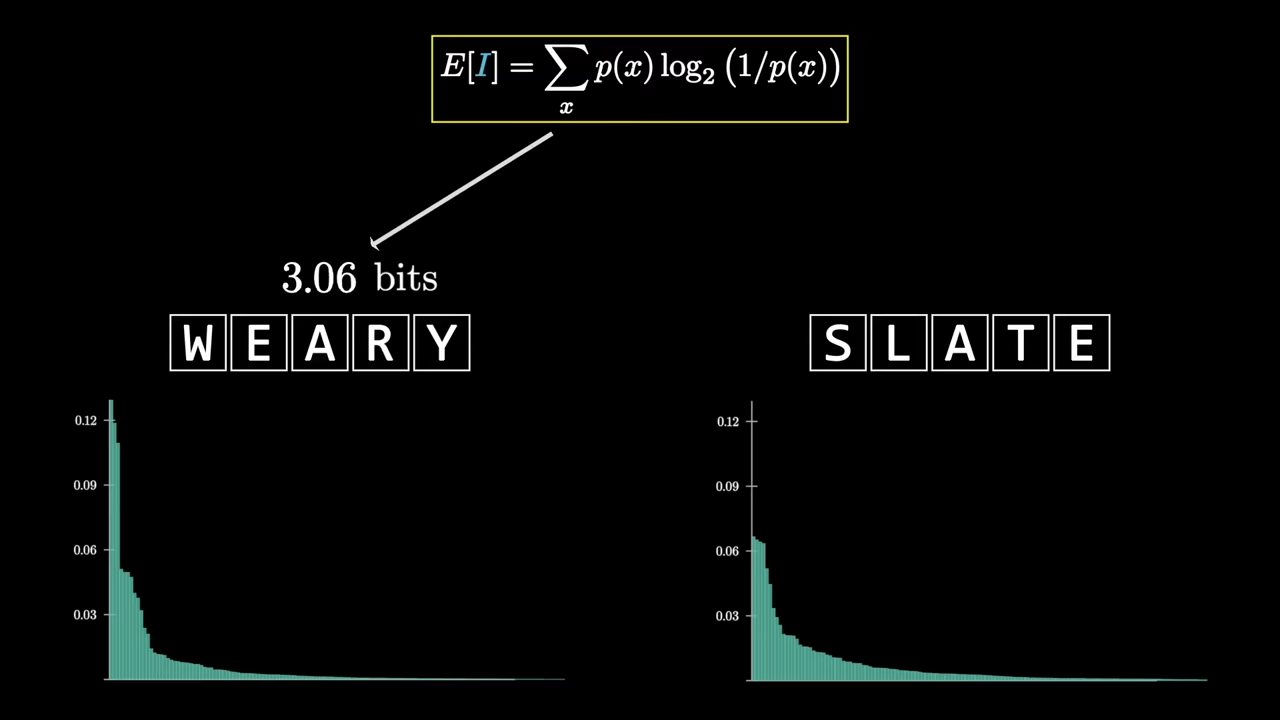 E[I] = ∑ₓ p(x) log₂ (1/p(x))
3.06 bits
WEARY
SLATE
0.12
0.09
0.06
0.03
0.12
0.09
0.06
0.03